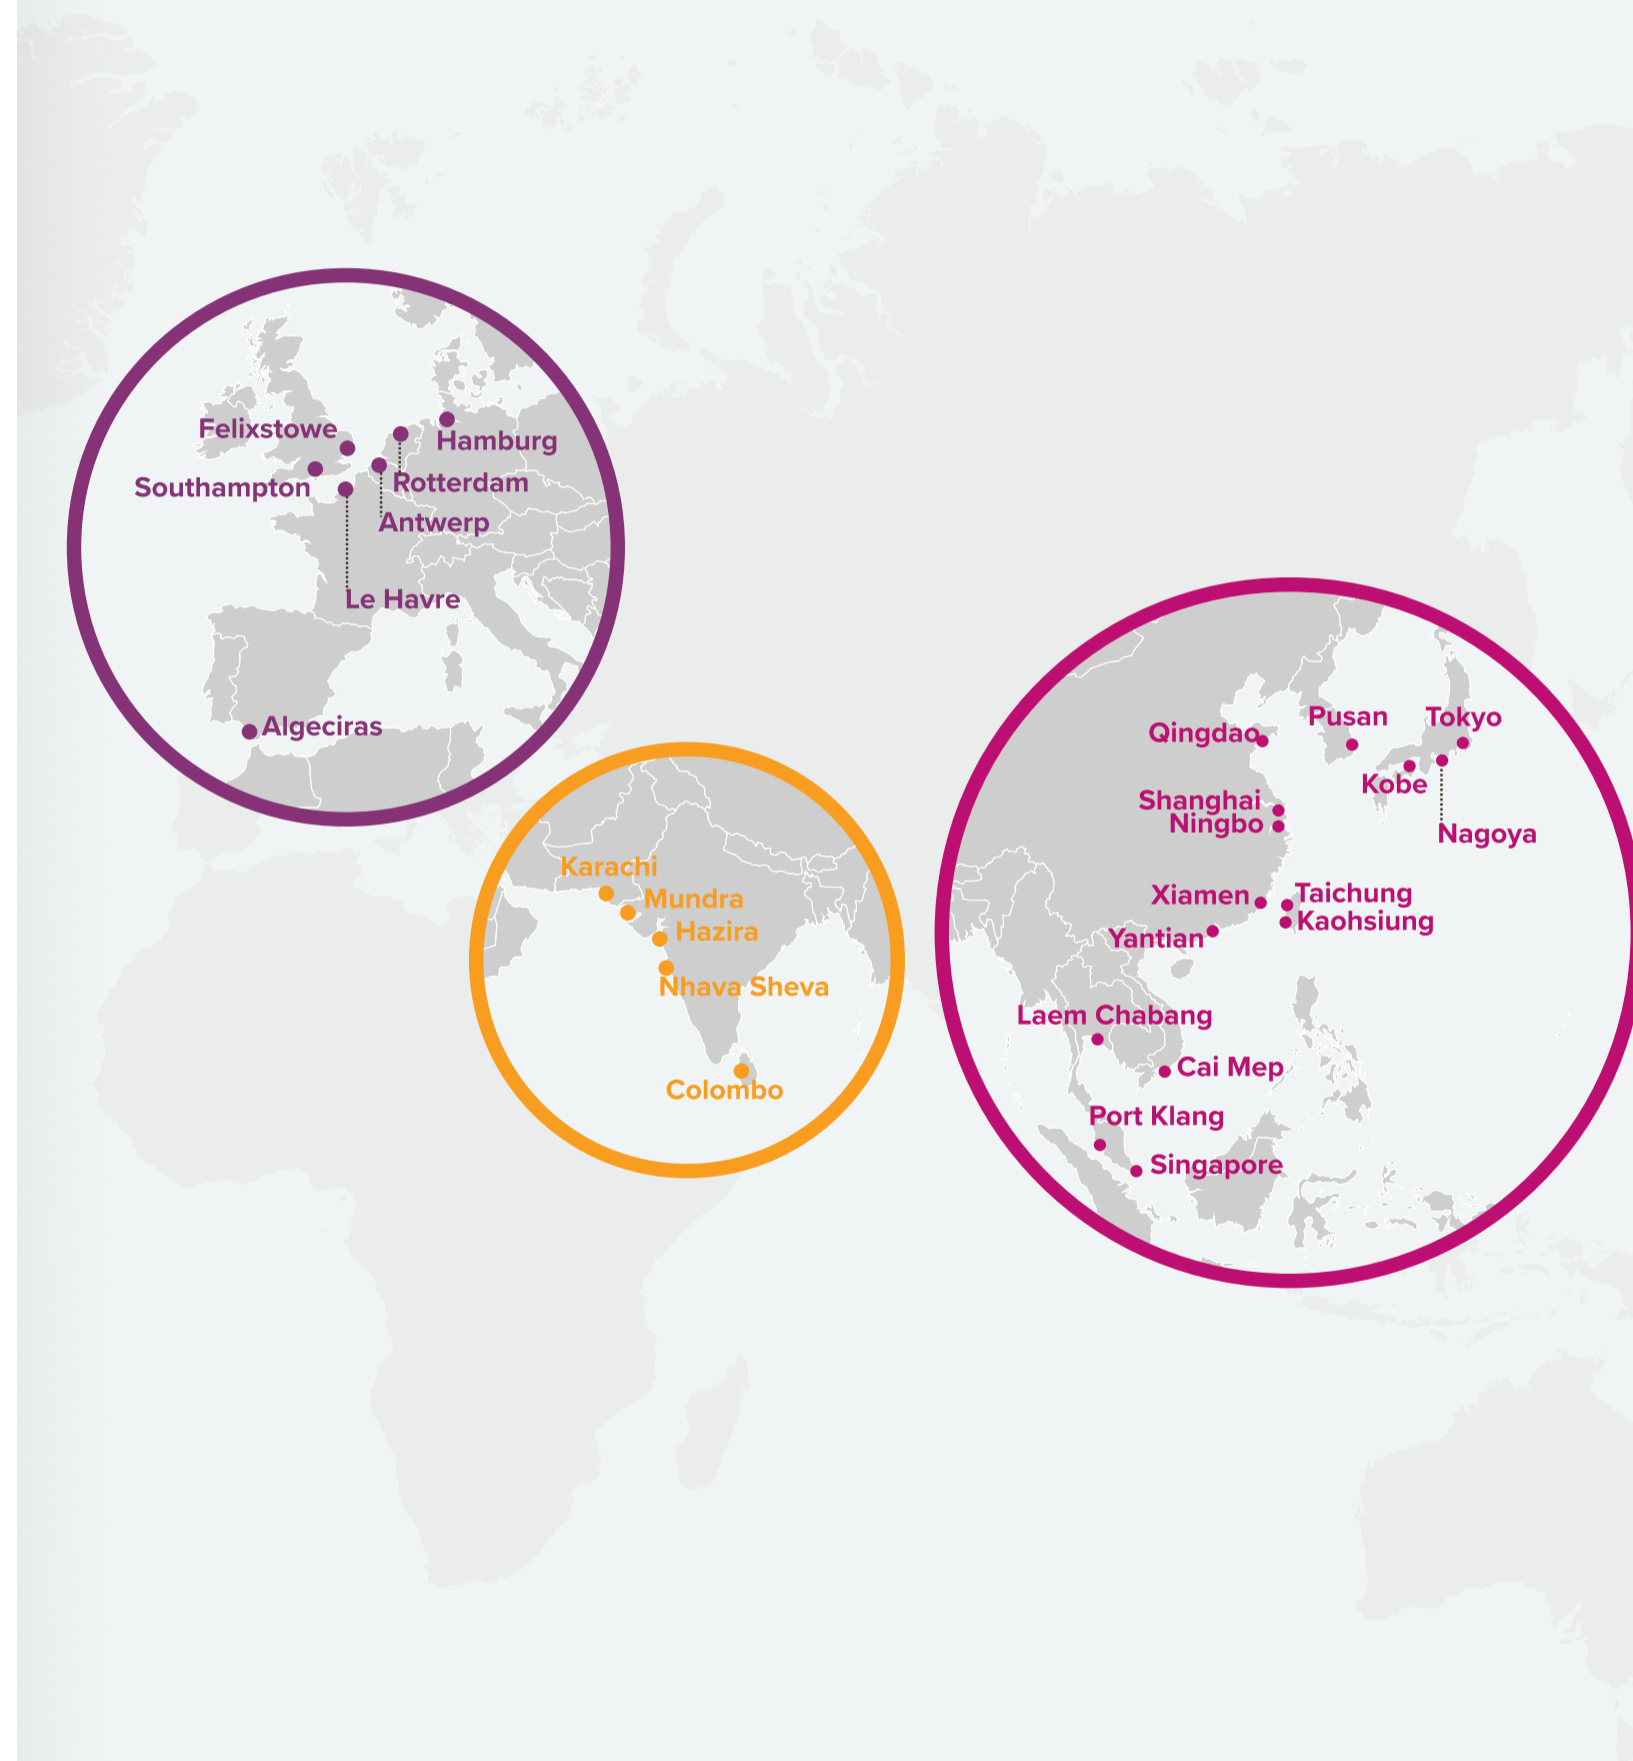 Felixstowe
Hamburg
Southampton
Rotterdam
Antwerp
Le Havre
Algeciras
Karachi
Mundra
Hazira
Nhava Sheva
Colombo
Qingdao
Pusan
Tokyo
Kobe
Shanghai
Ningbo
Nagoya
Xiamen
Taichung
Kaohsiung
Yantian
Laem Chabang
Cai Mep
Port Klang
Singapore